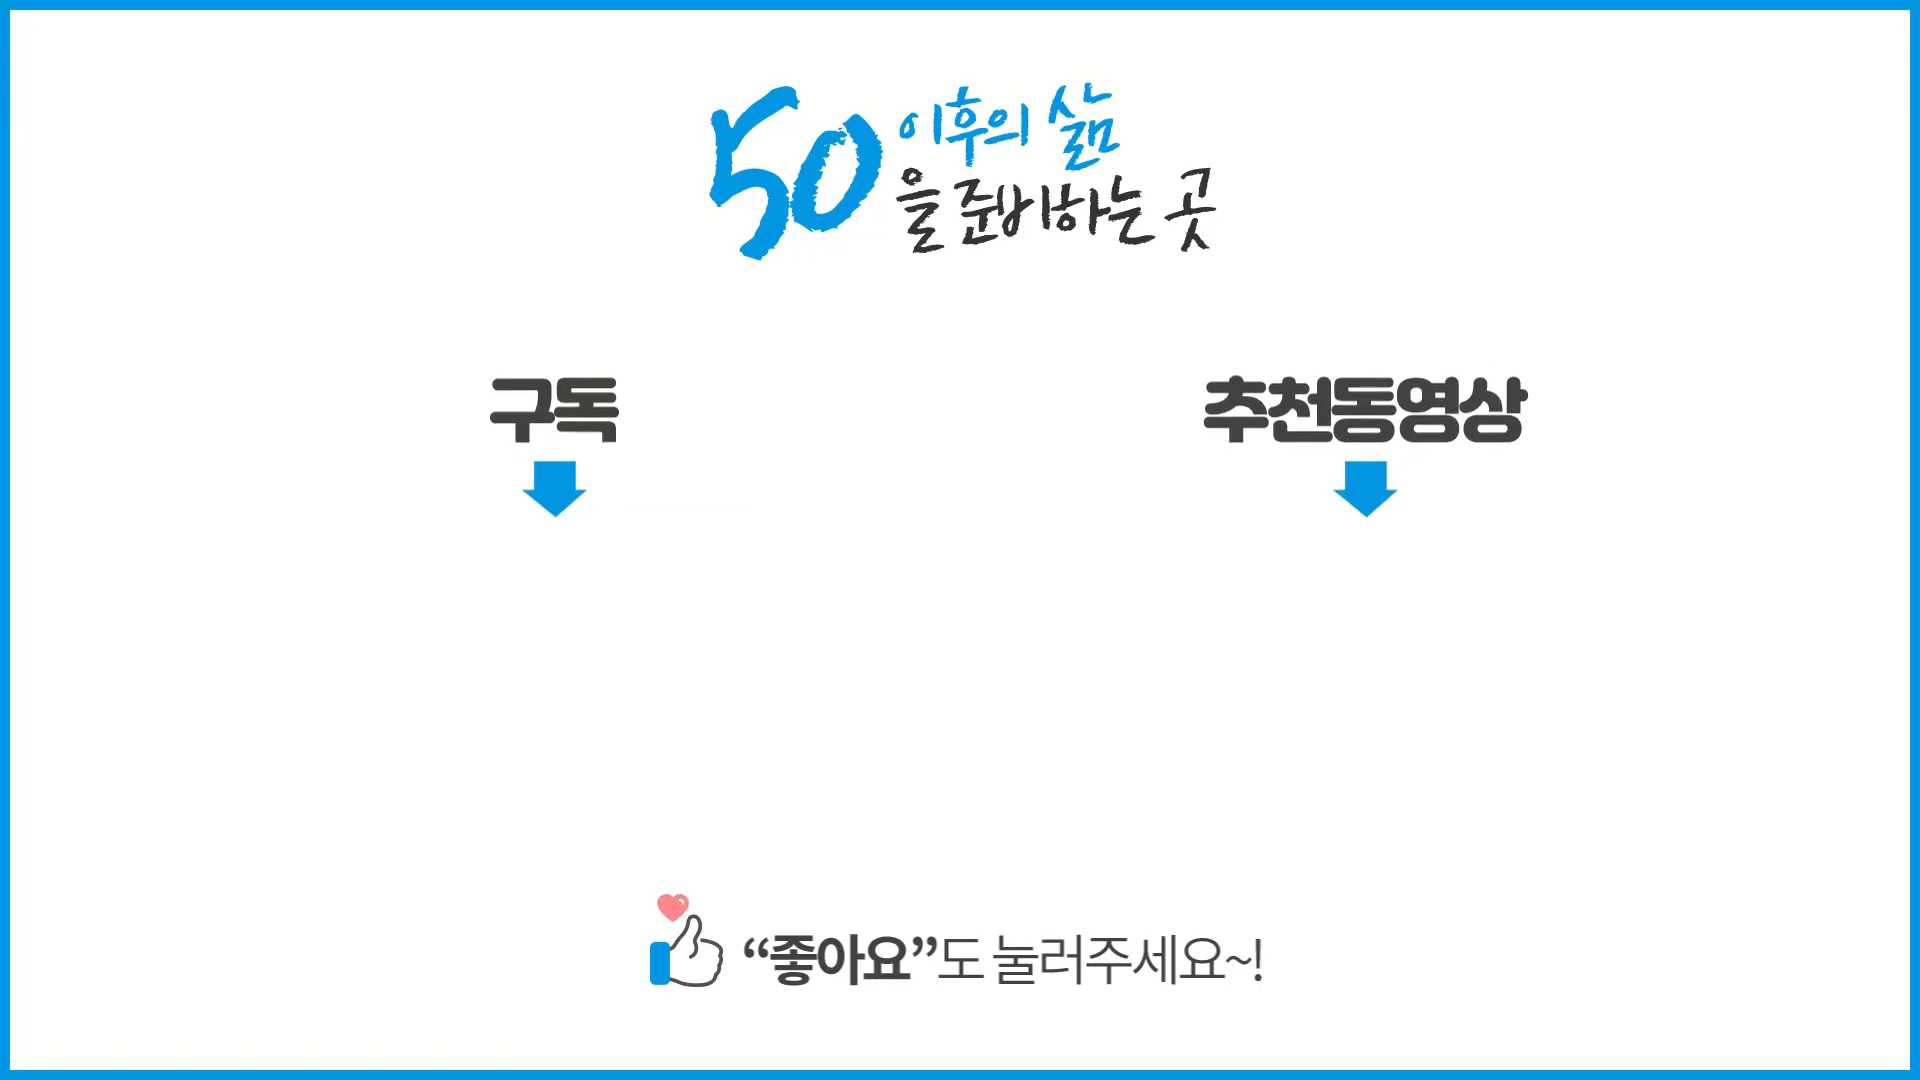 50 이후의 삶
을 준비하는 곳
구독
추천동영상
“좋아요”도 눌러주세요~!